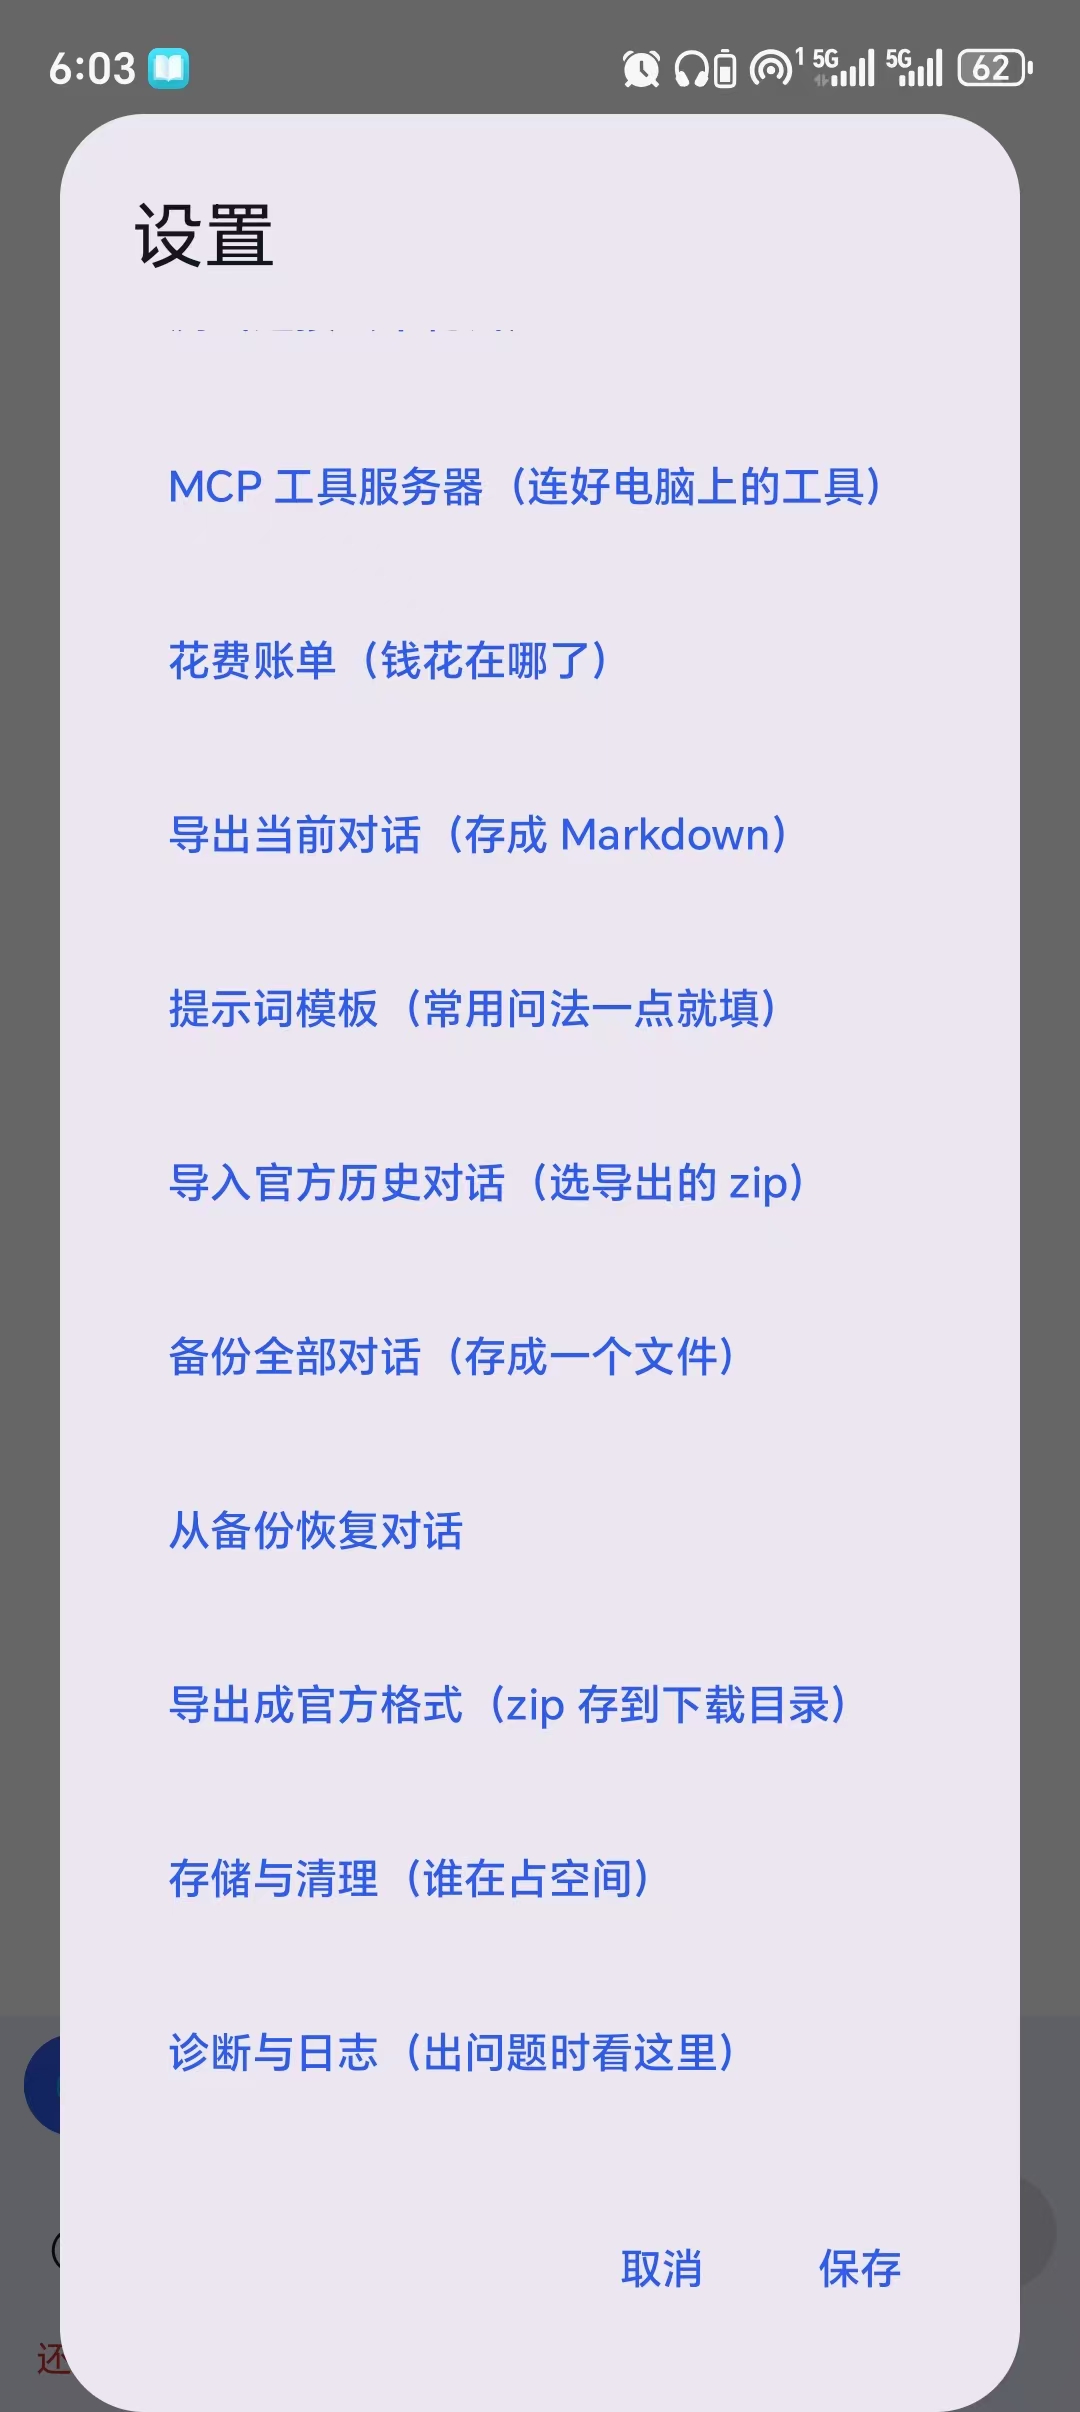 6:03
1 5G 5G 62
设置
MCP 工具服务器（连好电脑上的工具）
花费账单（钱花在哪了）
导出当前对话（存成 Markdown）
提示词模板（常用问法一点就填）
导入官方历史对话（选导出的 zip）
备份全部对话（存成一个文件）
从备份恢复对话
导出成官方格式（zip 存到下载目录）
存储与清理（谁在占空间）
诊断与日志（出问题时看这里）
取消 保存
还